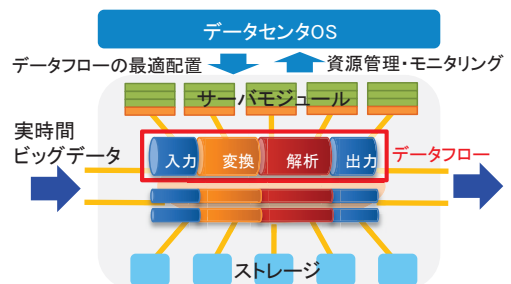 データセンタOS
データフローの最適配置
資源管理・モニタリング
サーバモジュール
実時間
ビッグデータ
入力
変換
解析
出力
データフロー
ストレージ